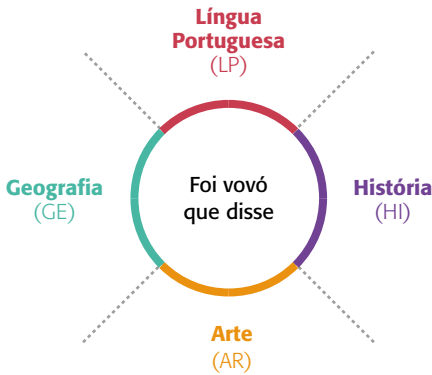 Língua
Portuguesa
(LP)
Geografia
(GE)
Foi vovó
que disse
História
(HI)
Arte
(AR)